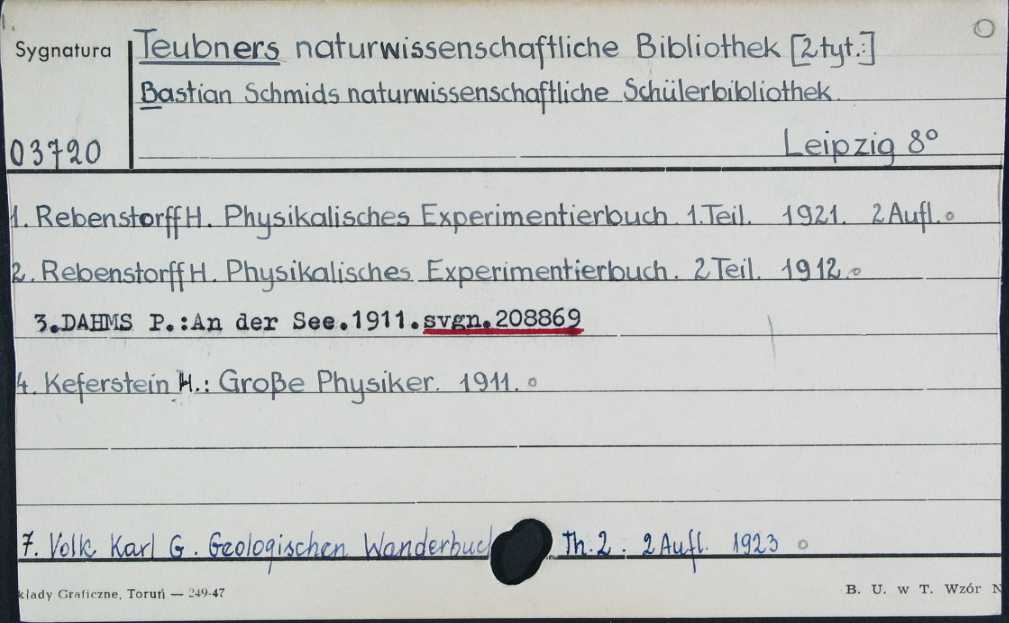 Sygnatura
Teubners naturwissenschaftliche Bibliothek [2 tyt.:]
Bastian Schmids naturwissenschaftliche Schülerbibliothek
03720
Leipzig 8°
1. Rebenstorff H. Physikalisches Experimentierbuch. 1. Teil. 1921. 2 Aufl.
2. Rebenstorff H. Physikalisches Experimentierbuch. 2 Teil. 1912
3.DAHMS P.:An der See.1911.sygn.208869
4. Keferstein H.: Große Physiker. 1911.
7. Volk Karl G. Geologischen Wanderbuch Th. 2. 2 Aufl. 1923
kłady Graficzne, Toruń — 249-47
B. U. w T. Wzór N